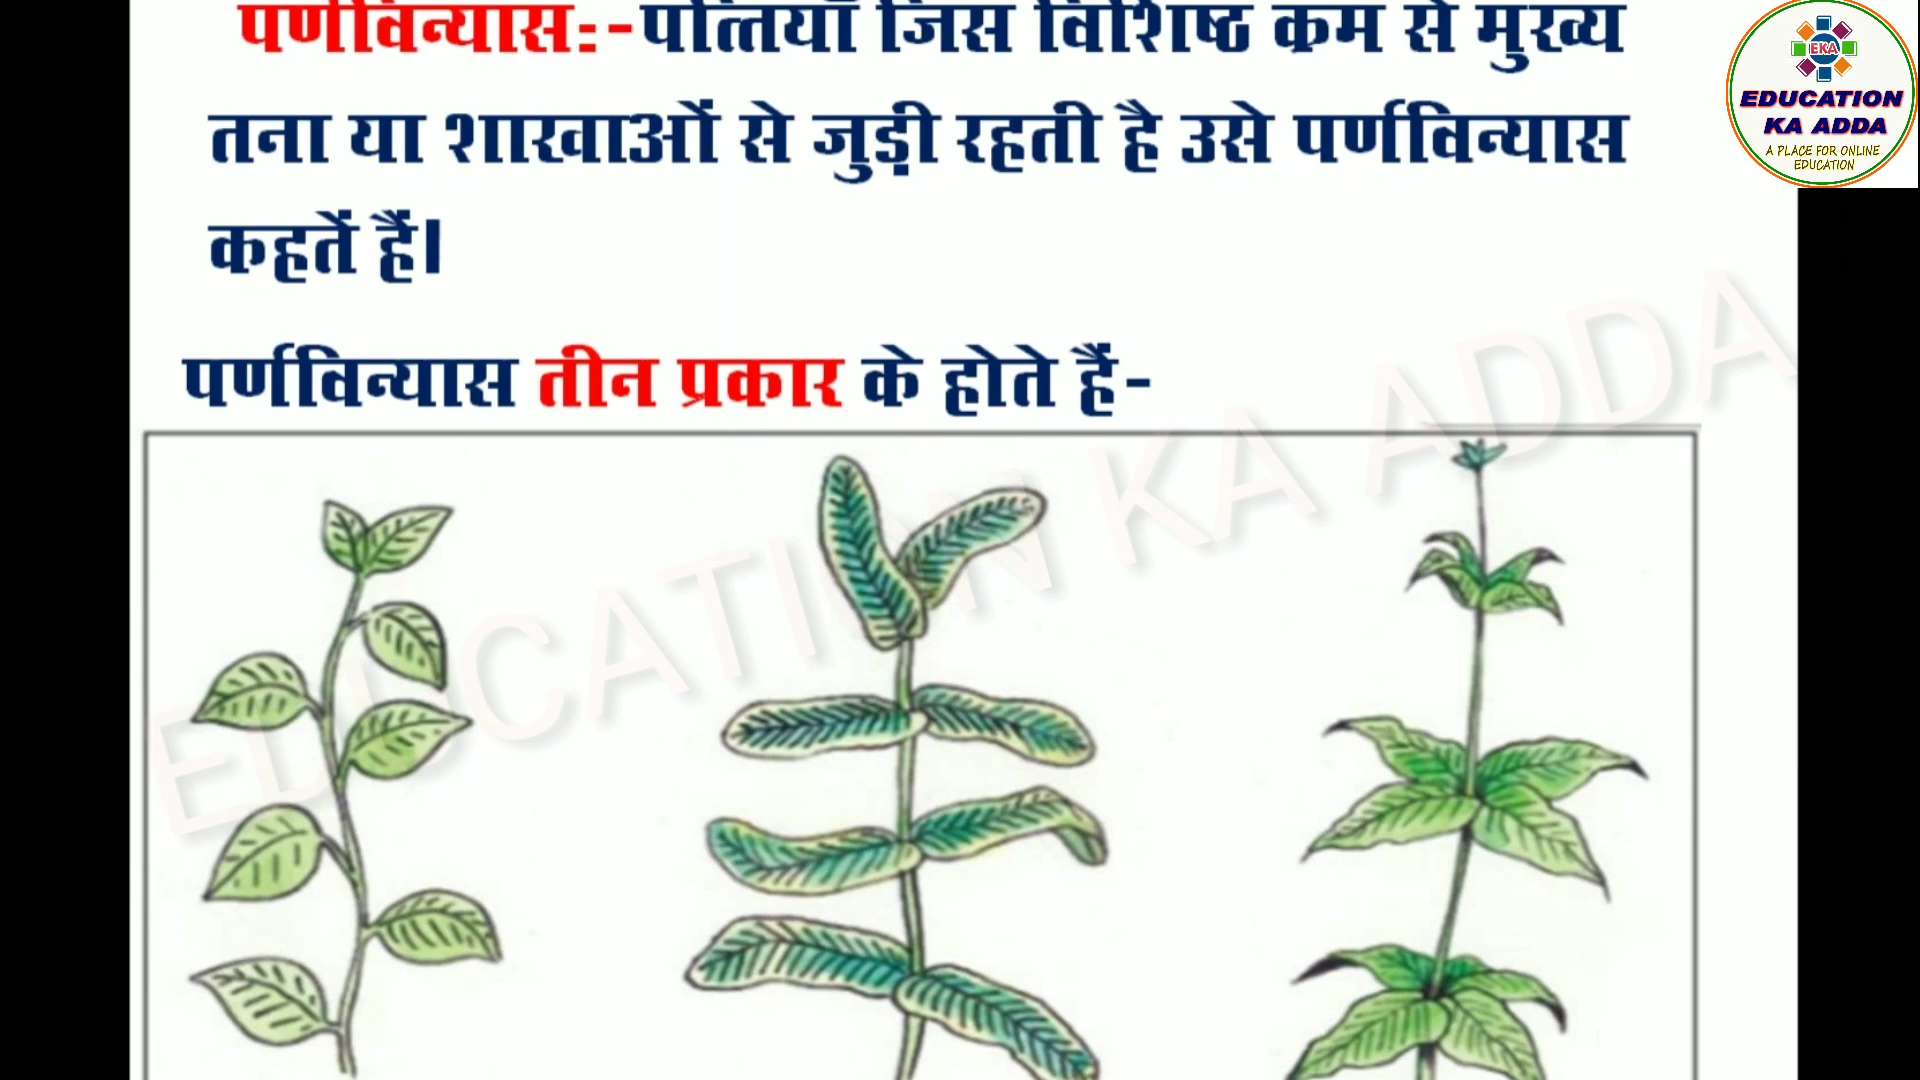 पर्णविन्यास:-पत्तियाँ जिस विशिष्ठ क्रम से मुख्य
तना या शाखाओं से जुड़ी रहती है उसे पर्णविन्यास
कहतें हैं।
पर्णविन्यास तीन प्रकार के होते हैं-
EKA
EDUCATION
KA ADDA
A PLACE FOR ONLINE
EDUCATION
EDUCATION KA ADDA